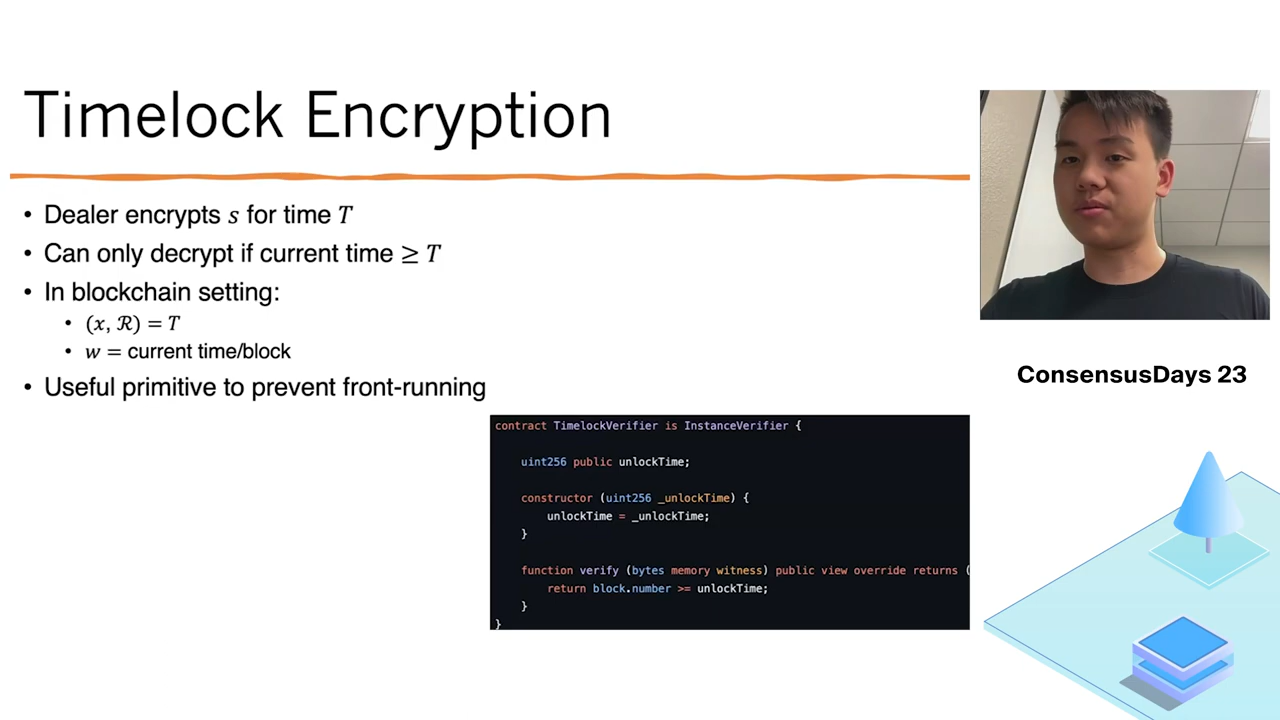 Timelock Encryption
• Dealer encrypts s for time T
• Can only decrypt if current time ≥ T
• In blockchain setting:
• (x, ℛ) = T
• w = current time/block
• Useful primitive to prevent front-running
ConsensusDays 23
contract TimelockVerifier is InstanceVerifier {
uint256 public unlockTime;
constructor (uint256 _unlockTime) {
unlockTime = _unlockTime;
}
function verify (bytes memory witness) public view override returns (
return block.number >= unlockTime;
}
}